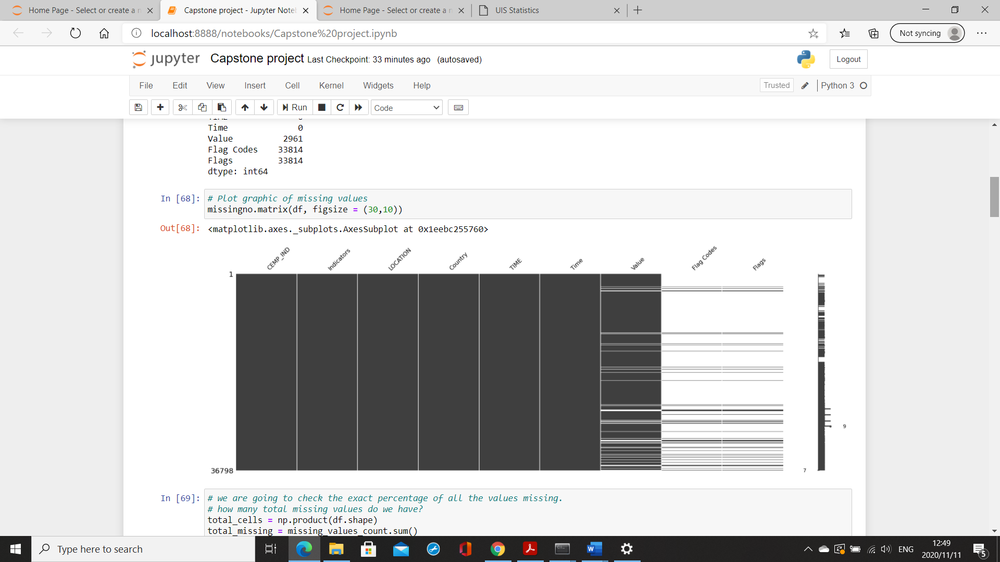 Home Page - Select or create a n
Capstone project - Jupyter Note
Home Page - Select or create a n
UIS Statistics
localhost:8888/notebooks/Capstone%20project.ipynb
Not syncing
jupyter Capstone project Last Checkpoint: 33 minutes ago (autosaved)
Logout
File Edit View Insert Cell Kernel Widgets Help
Trusted Python 3
Run Code
Time 0
Value 2961
Flag Codes 33814
Flags 33814
dtype: int64
In [68]: # Plot graphic of missing values
missingno.matrix(df, figsize = (30,10))
Out[68]: <matplotlib.axes._subplots.AxesSubplot at 0x1eebc255760>
CEMP_IND Indicators LOCATION Country TIME Time Value Flag Codes Flags
1
9
36798
7
In [69]: # we are going to check the exact percentage of all the values missing.
# how many total missing values do we have?
total_cells = np.product(df.shape)
total_missing = missing_values_count.sum()
Type here to search
ENG
12:49
2020/11/11
5